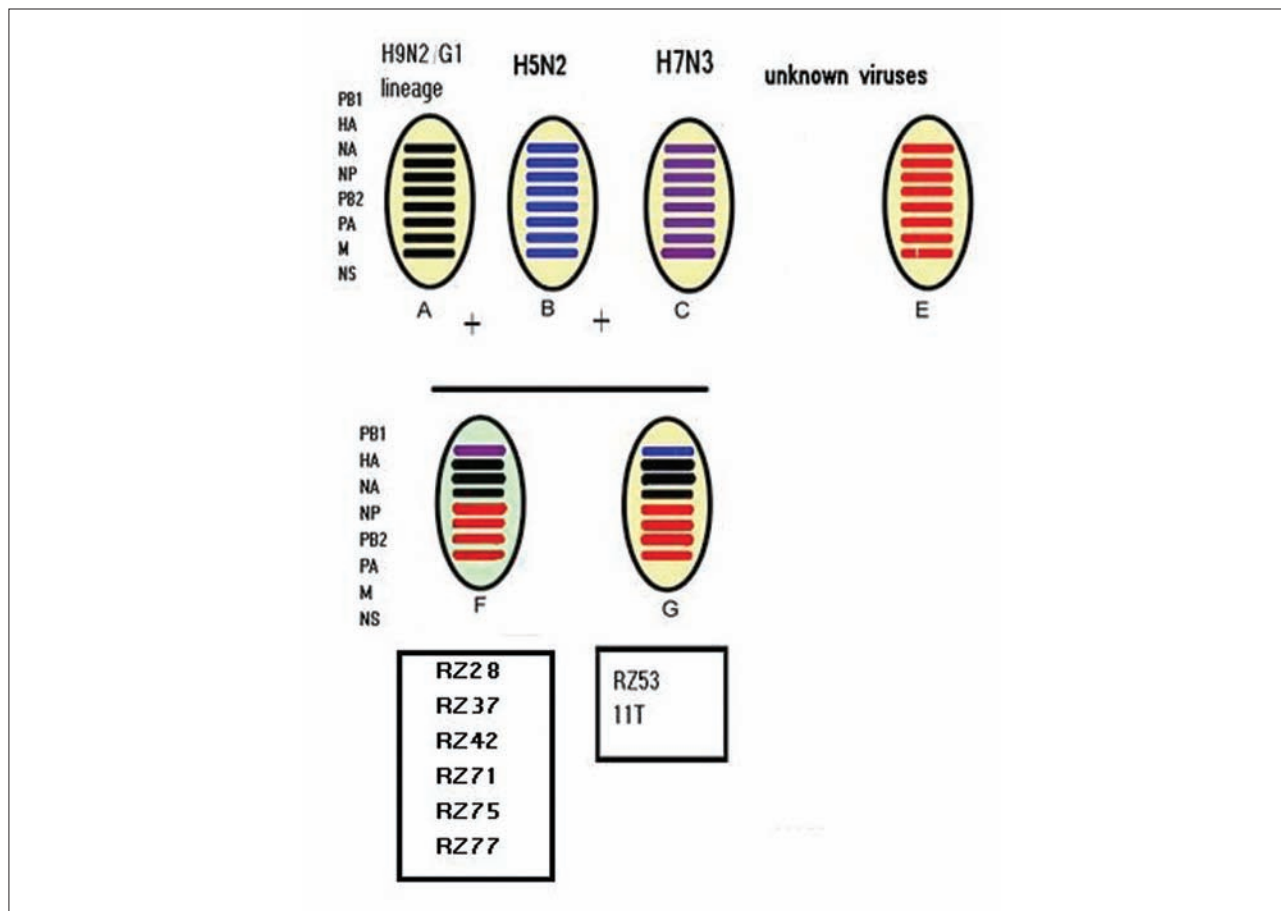 H9N2/G1
lineage
H5N2
H7N3
unknown viruses
PB1
HA
NA
NP
PB2
PA
M
NS
A
+
B
+
C
E
PB1
HA
NA
NP
PB2
PA
M
NS
F
G
RZ28
RZ37
RZ42
RZ71
RZ75
RZ77
RZ53
11T